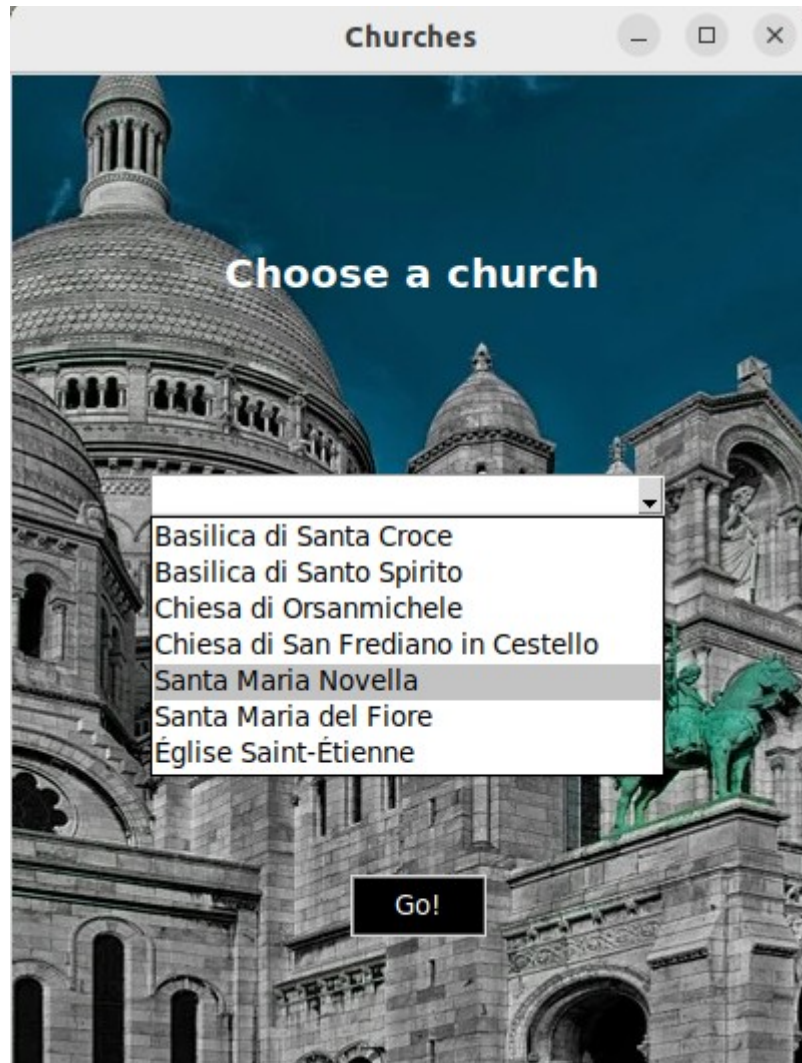 Churches
Choose a church
Basilica di Santa Croce
Basilica di Santo Spirito
Chiesa di Orsanmichele
Chiesa di San Frediano in Cestello
Santa Maria Novella
Santa Maria del Fiore
Église Saint-Étienne
Go!